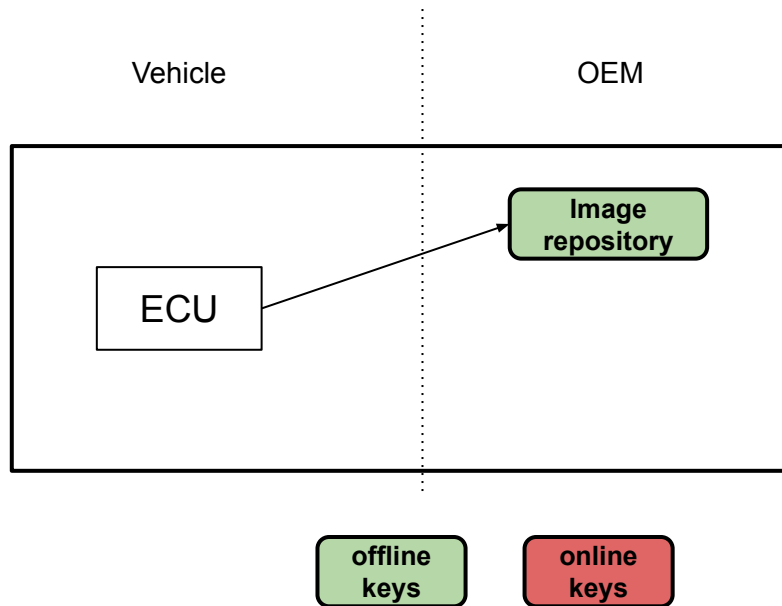 Vehicle
OEM
Image
repository
ECU
offline
keys
online
keys